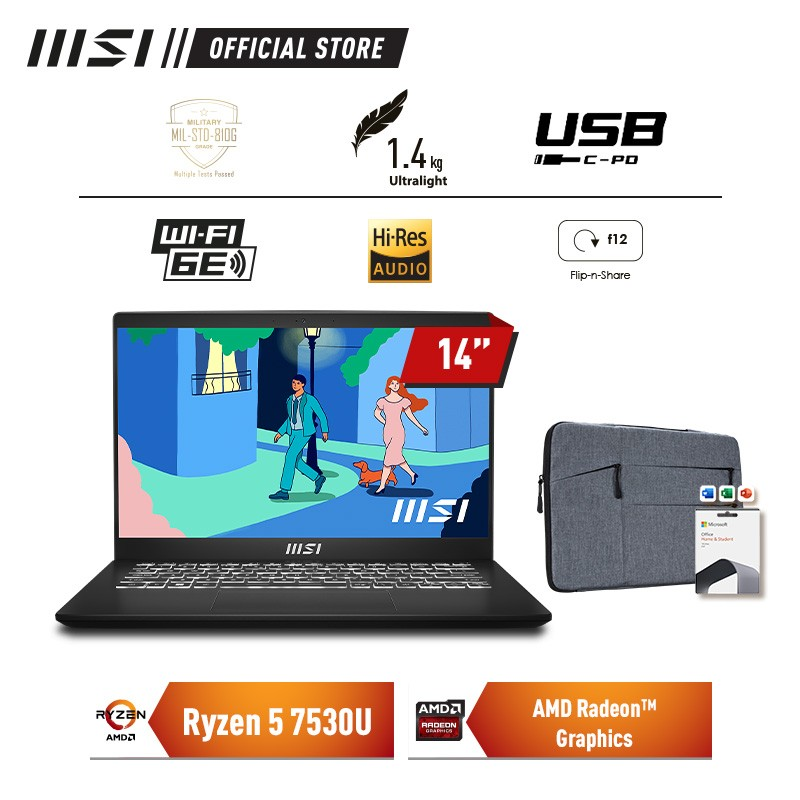 msi OFFICIAL STORE
MILITARY
MIL-STD-810G
GRADE
Multiple Tests Passed
1.4 kg
Ultralight
USB
C-PD
WI-FI
6E
Hi-Res
AUDIO
f12
Flip-n-Share
14”
msi
msi
Microsoft
Office
Home & Student
RYZEN
AMD
Ryzen 5 7530U
AMD
RADEON
GRAPHICS
AMD Radeon™
Graphics